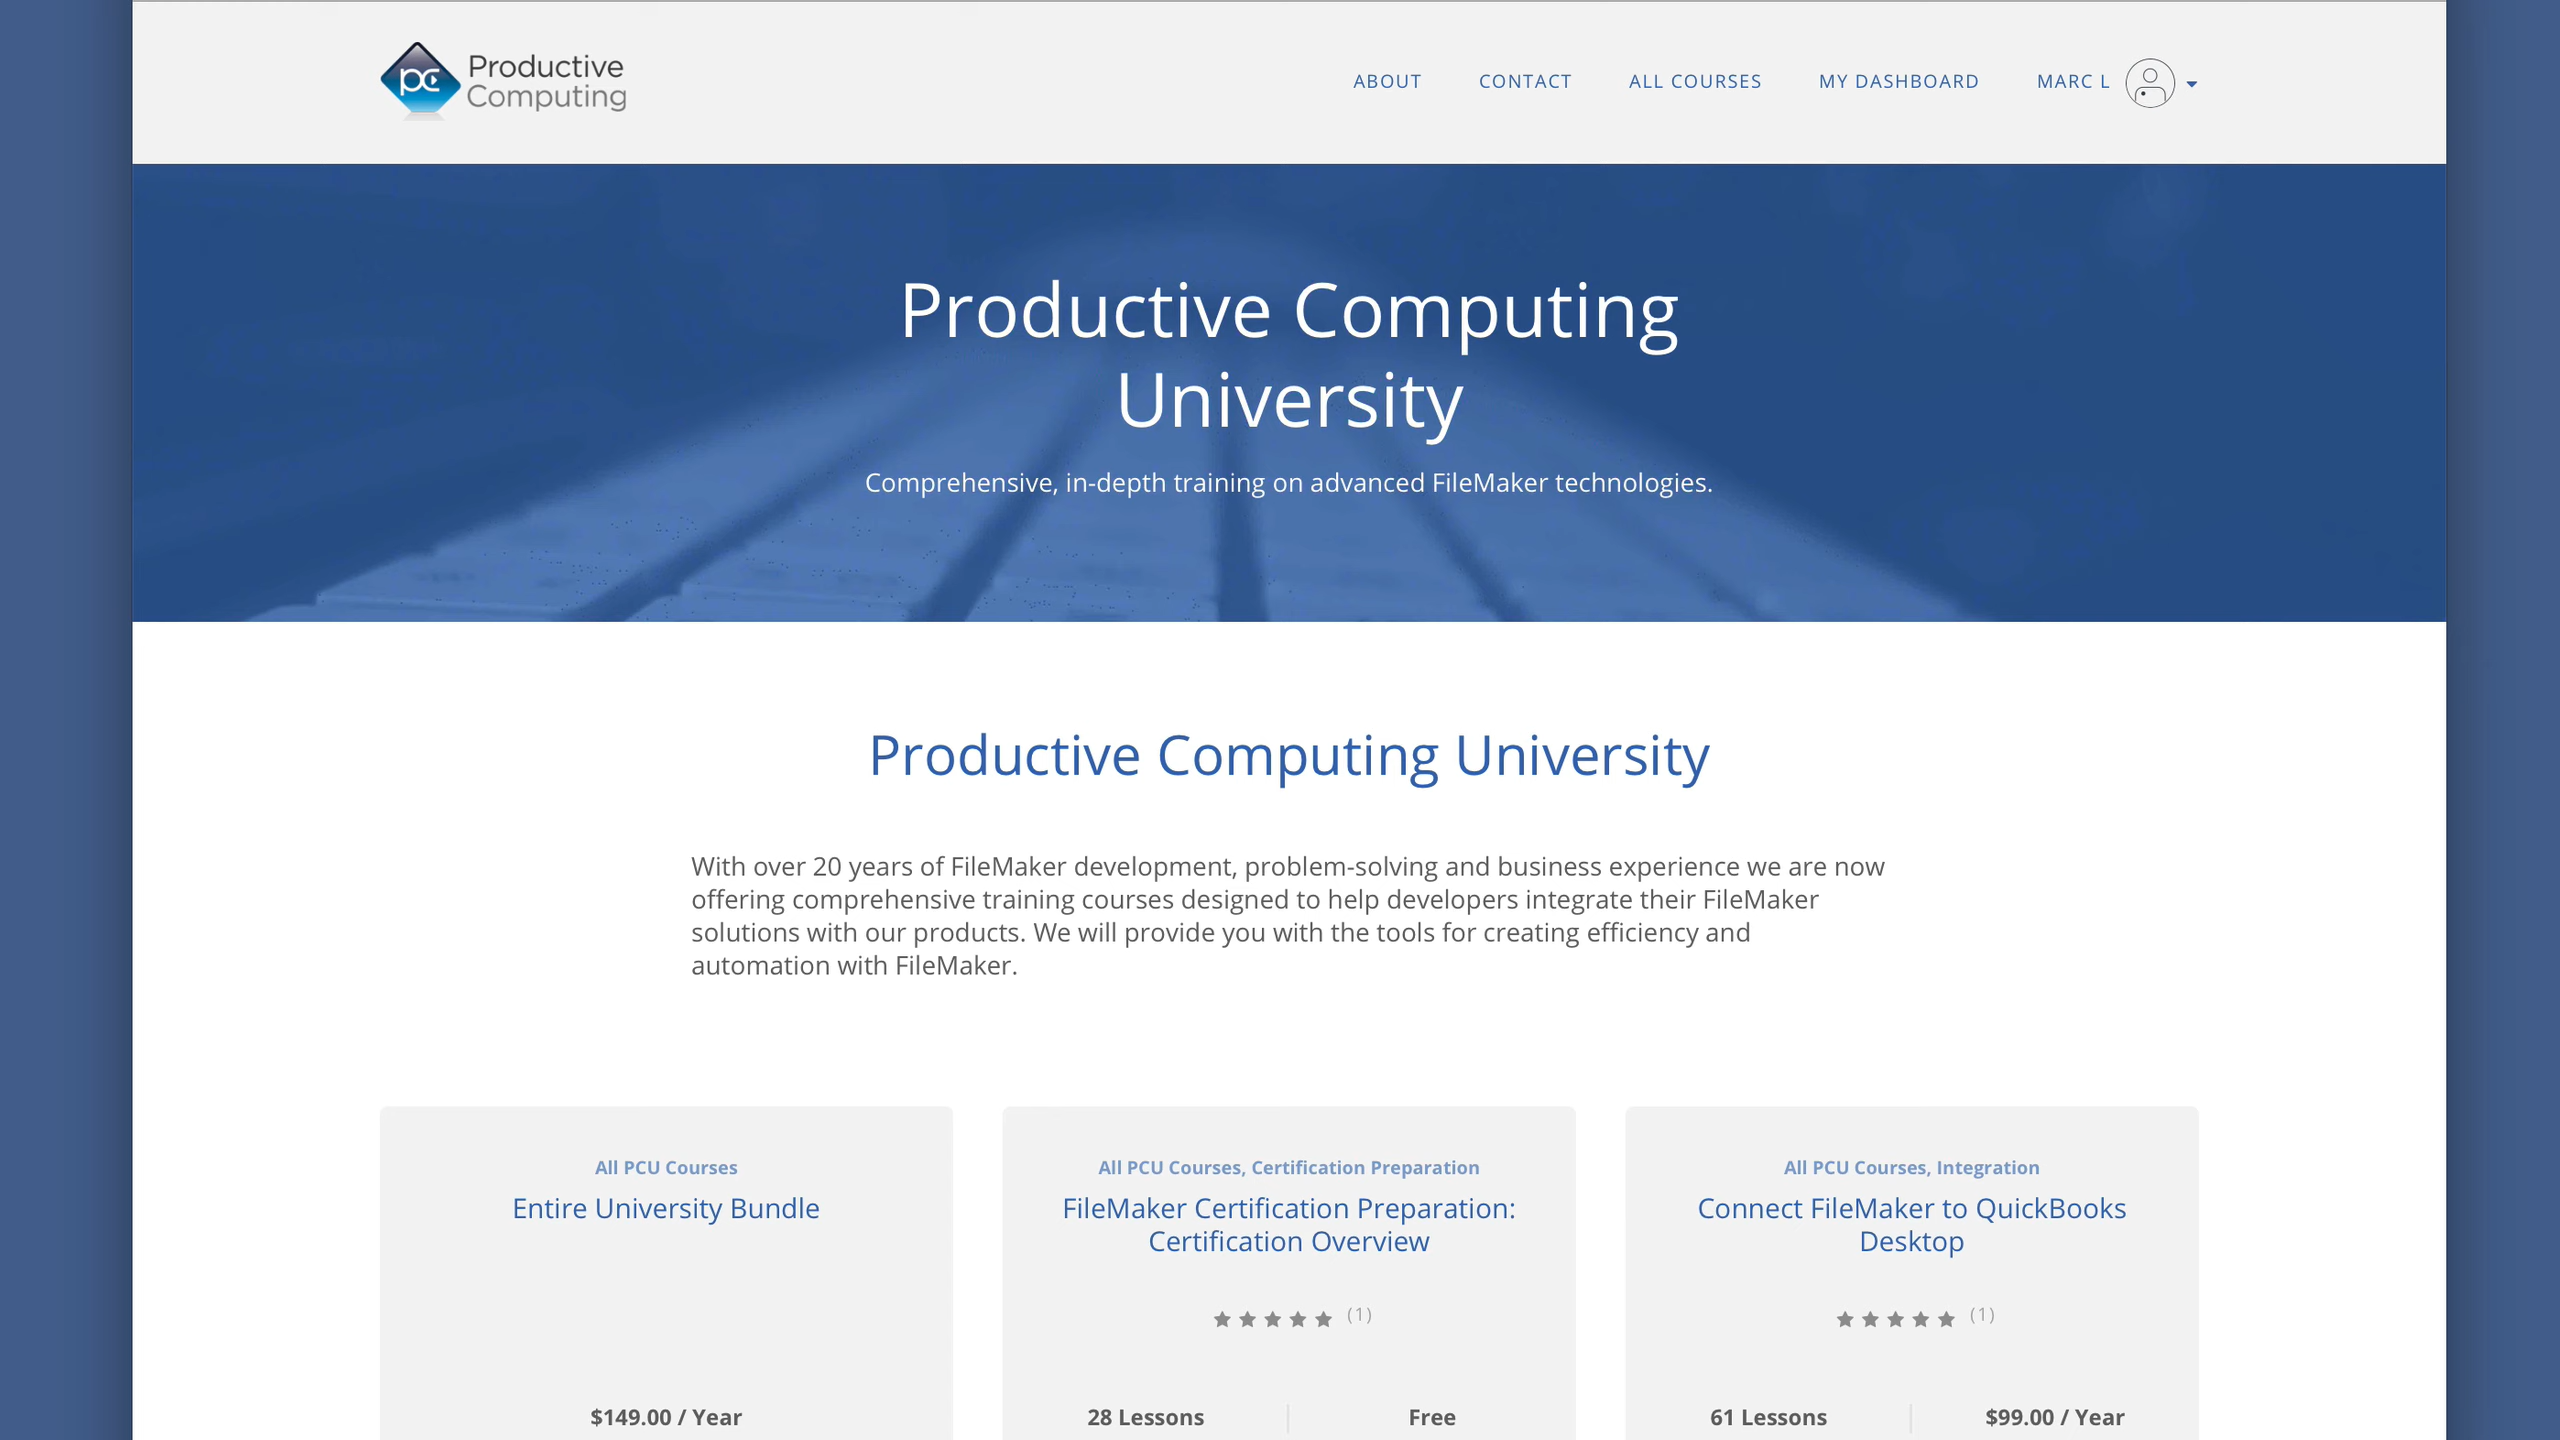 pc Productive
Computing
ABOUT CONTACT ALL COURSES MY DASHBOARD MARC L
Productive Computing
University
Comprehensive, in-depth training on advanced FileMaker technologies.
Productive Computing University
With over 20 years of FileMaker development, problem-solving and business experience we are now
offering comprehensive training courses designed to help developers integrate their FileMaker
solutions with our products. We will provide you with the tools for creating efficiency and
automation with FileMaker.
All PCU Courses
Entire University Bundle
$149.00 / Year
All PCU Courses, Certification Preparation
FileMaker Certification Preparation:
Certification Overview
(1)
28 Lessons Free
All PCU Courses, Integration
Connect FileMaker to QuickBooks
Desktop
(1)
61 Lessons $99.00 / Year